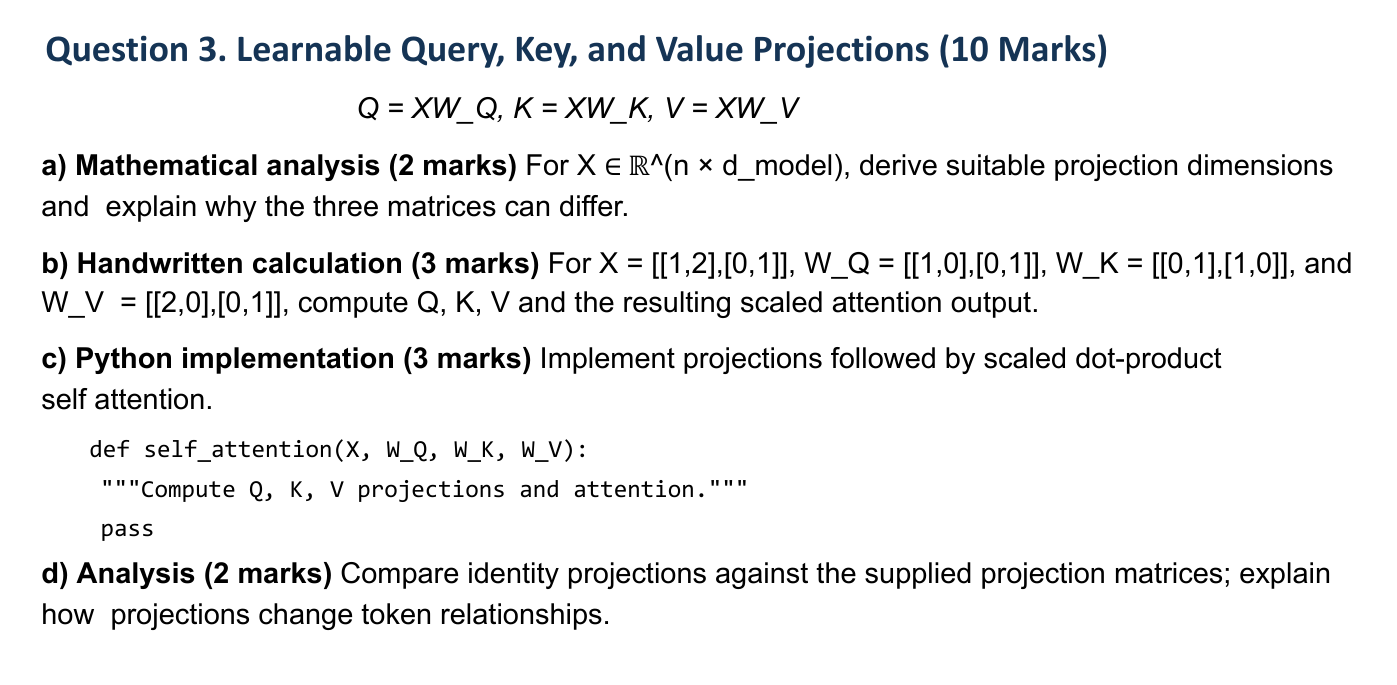 Question 3. Learnable Query, Key, and Value Projections (10 Marks)
Q = XW_Q, K = XW_K, V = XW_V
a) Mathematical analysis (2 marks) For X ∈ ℝ^(n × d_model), derive suitable projection dimensions
and  explain why the three matrices can differ.
b) Handwritten calculation (3 marks) For X = [[1,2],[0,1]], W_Q = [[1,0],[0,1]], W_K = [[0,1],[1,0]], and
W_V  = [[2,0],[0,1]], compute Q, K, V and the resulting scaled attention output.
c) Python implementation (3 marks) Implement projections followed by scaled dot-product
self attention.
def self_attention(X, W_Q, W_K, W_V):
"""Compute Q, K, V projections and attention."""
pass
d) Analysis (2 marks) Compare identity projections against the supplied projection matrices; explain
how  projections change token relationships.